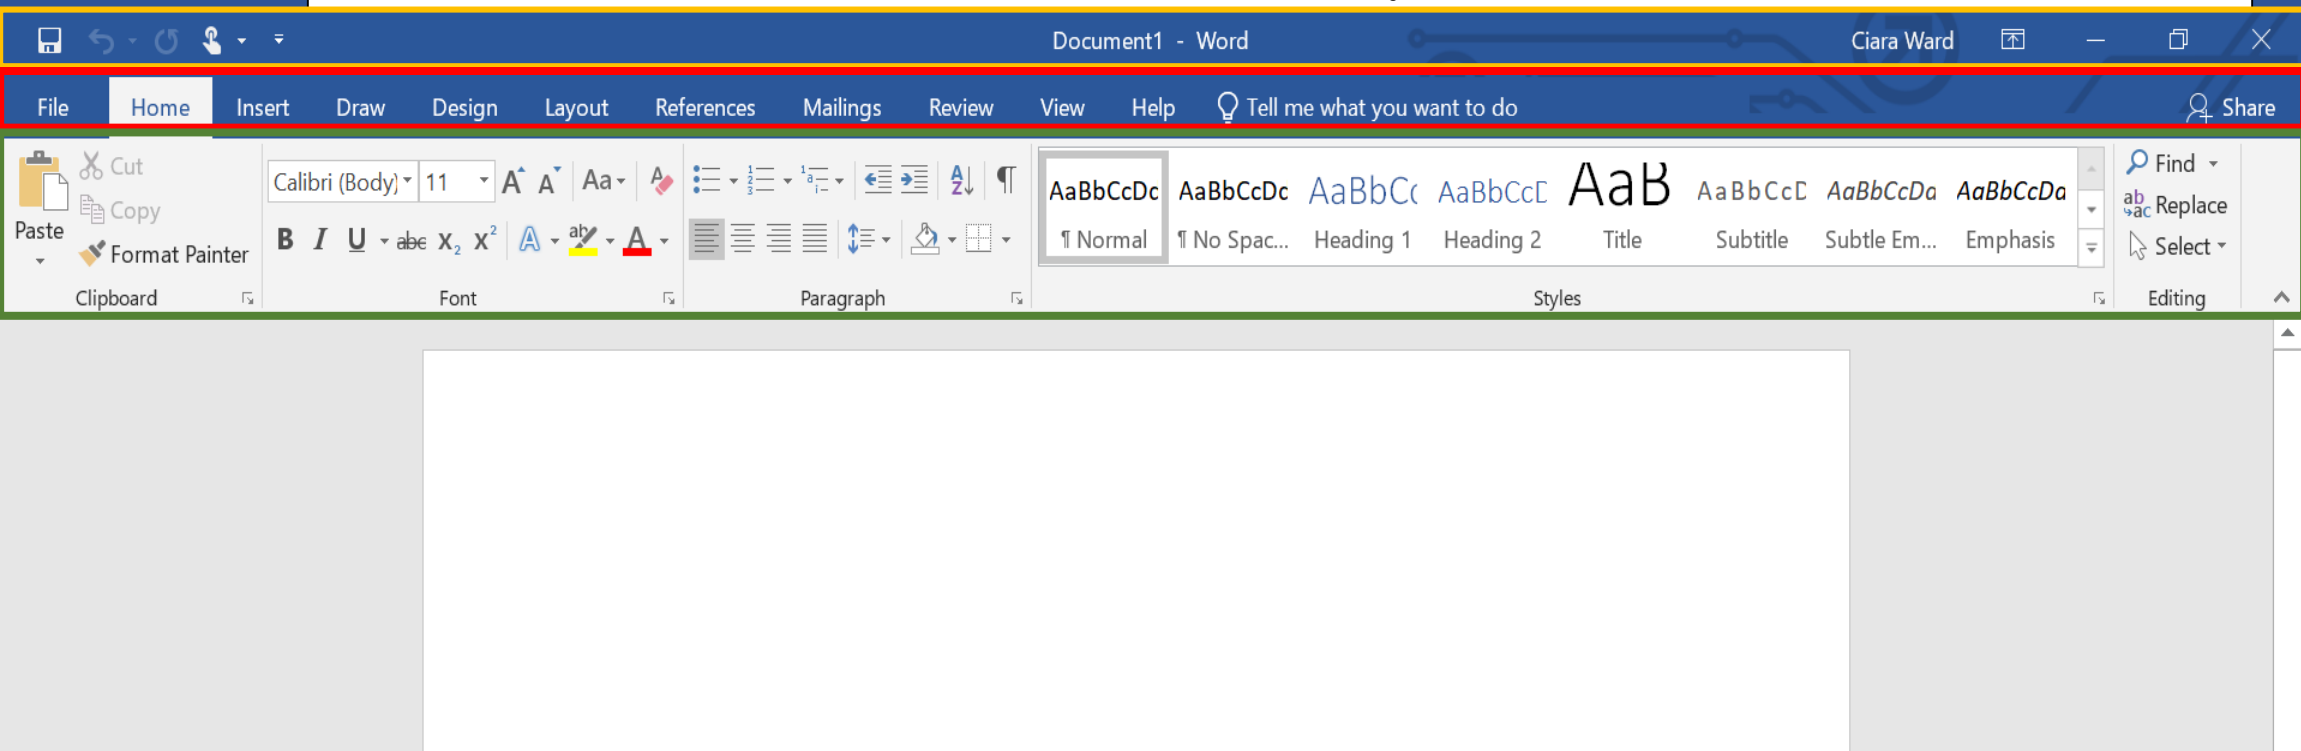 Document1 - Word
Ciara Ward
File Home Insert Draw Design Layout References Mailings Review View Help Tell me what you want to do Share
Paste
Cut
Copy
Format Painter
Clipboard
Calibri (Body) 11 Aa
B I U abc X₂ X²
Font
Paragraph
AaBbCcDc AaBbCcDc AaBbCc AaBbCcD AaB AaBbCcD AaBbCcDa AaBbCcDa
¶ Normal ¶ No Spac... Heading 1 Heading 2 Title Subtitle Subtle Em... Emphasis
Styles
Find
Replace
Select
Editing